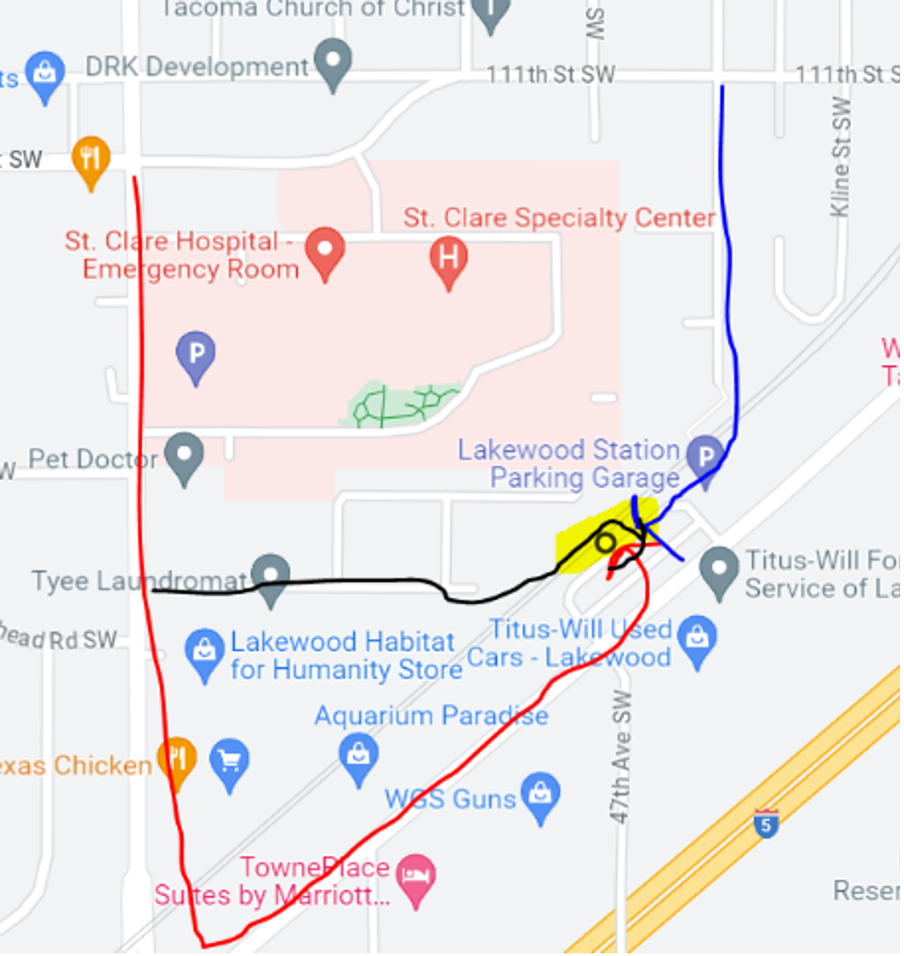 Tacoma Church of Christ
SW
ts
DRK Development
111th St SW
111th St S
t SW
Kline St SW
St. Clare Specialty Center
St. Clare Hospital -
Emergency Room
H
P
W
Ta
Pet Doctor
W
Lakewood Station
Parking Garage
P
Tyee Laundromat
Titus-Will Fo
Service of La
head Rd SW
Lakewood Habitat
for Humanity Store
Titus-Will Used
Cars - Lakewood
Aquarium Paradise
47th Ave SW
exas Chicken
WGS Guns
5
TownePlace
Suites by Marriott...
Reser